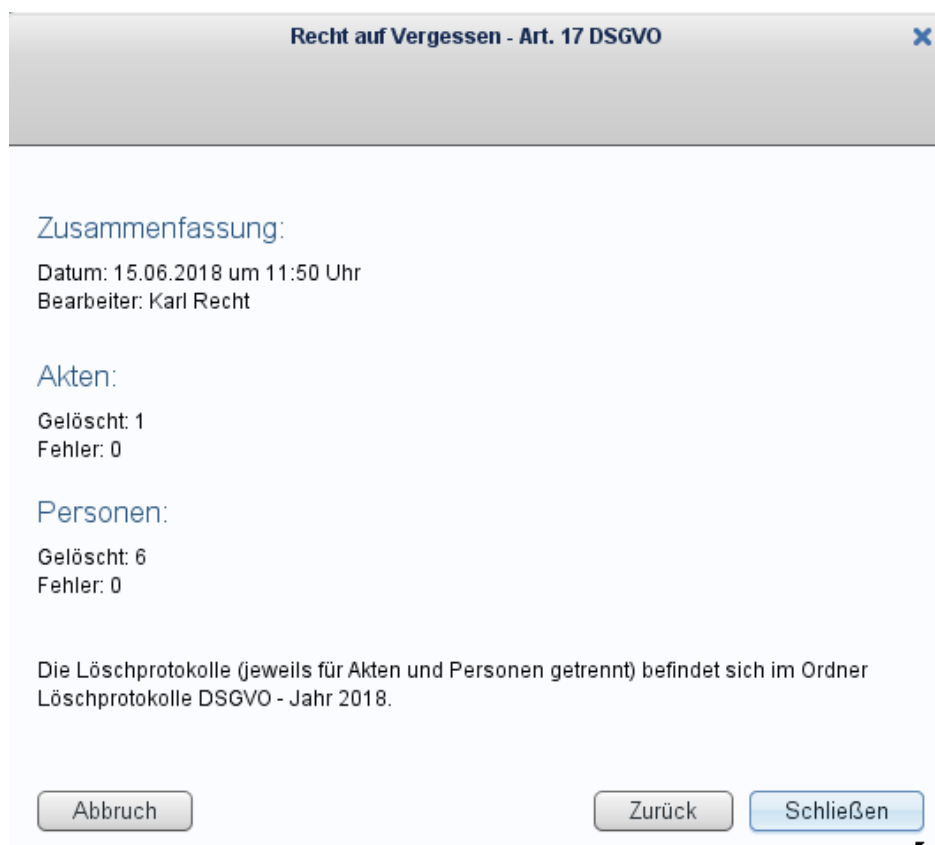 Recht auf Vergessen - Art. 17 DSGVO
Zusammenfassung:
Datum: 15.06.2018 um 11:50 Uhr
Bearbeiter: Karl Recht
Akten:
Gelöscht: 1
Fehler: 0
Personen:
Gelöscht: 6
Fehler: 0
Die Löschprotokolle (jeweils für Akten und Personen getrennt) befindet sich im Ordner
Löschprotokolle DSGVO - Jahr 2018.
Abbruch Zurück Schließen